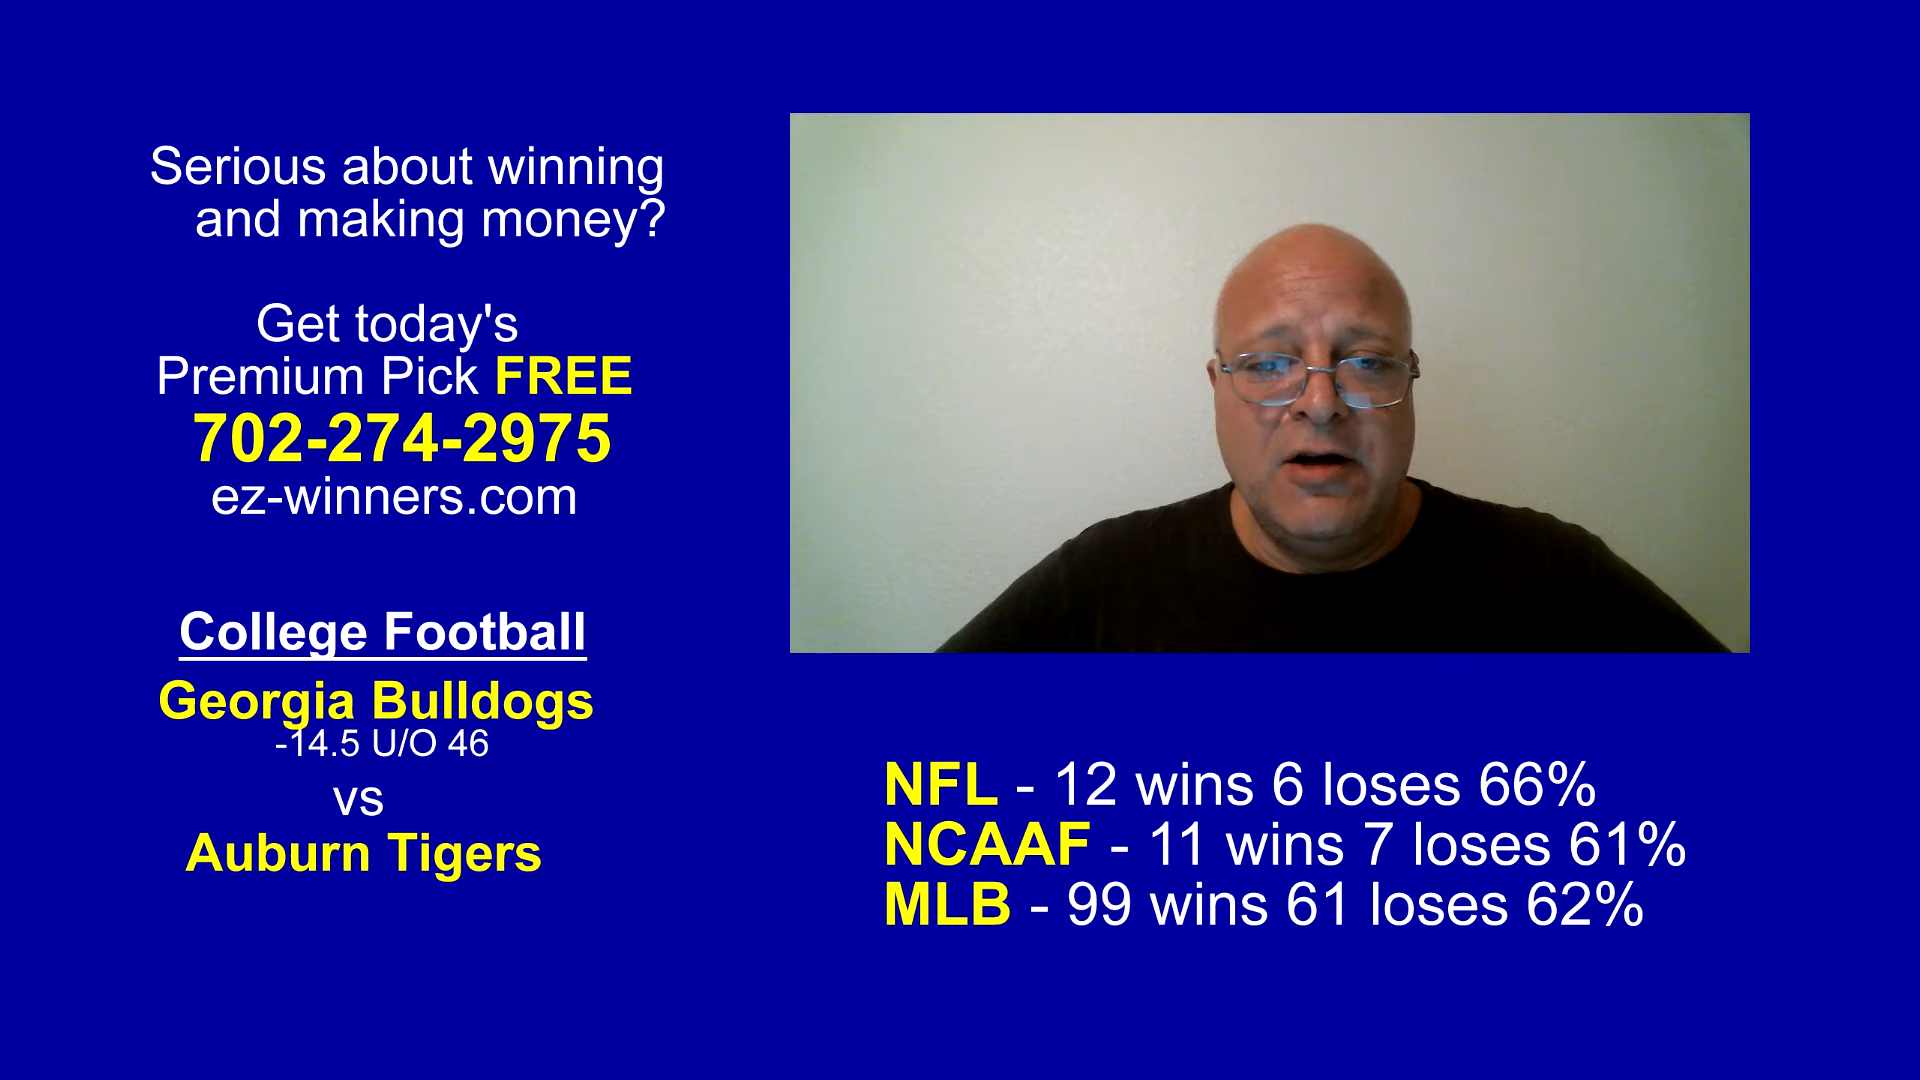 Serious about winning
and making money?
Get today's
Premium Pick FREE
702-274-2975
ez-winners.com
College Football
Georgia Bulldogs
-14.5 U/O 46
vs
Auburn Tigers
NFL - 12 wins 6 loses 66%
NCAAF - 11 wins 7 loses 61%
MLB - 99 wins 61 loses 62%